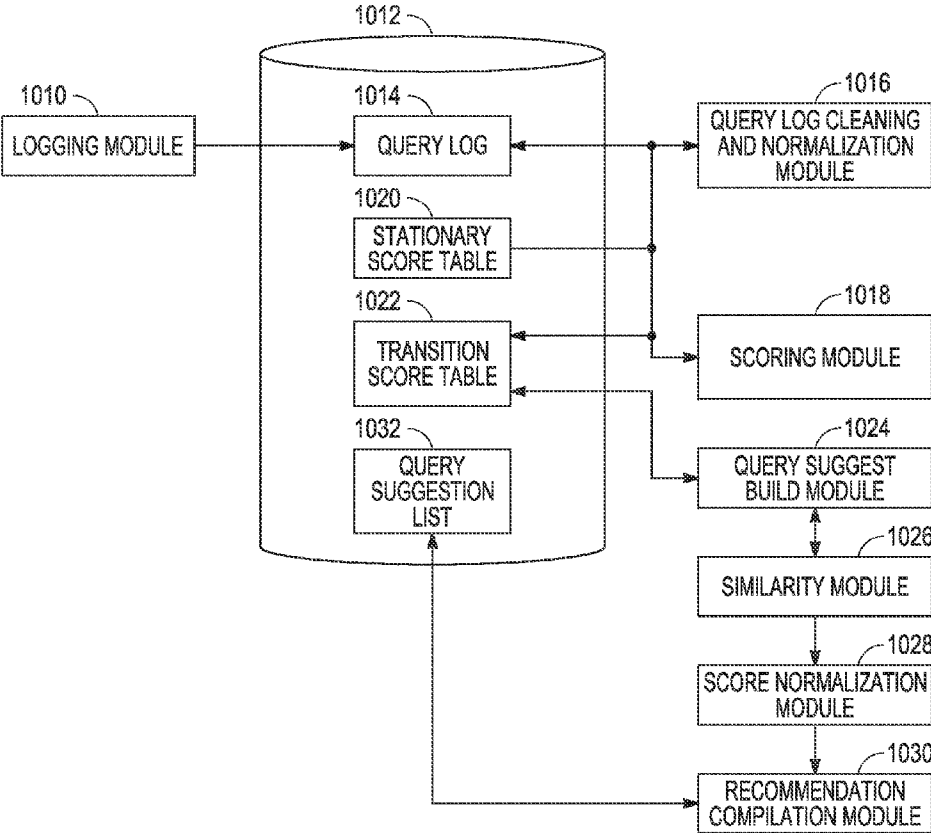 1012
1010
LOGGING MODULE
1014
QUERY LOG
1016
QUERY LOG CLEANING
AND NORMALIZATION
MODULE
1020
STATIONARY
SCORE TABLE
1022
TRANSITION
SCORE TABLE
1018
SCORING MODULE
1032
QUERY
SUGGESTION
LIST
1024
QUERY SUGGEST
BUILD MODULE
1026
SIMILARITY MODULE
1028
SCORE NORMALIZATION
MODULE
1030
RECOMMENDATION
COMPILATION MODULE